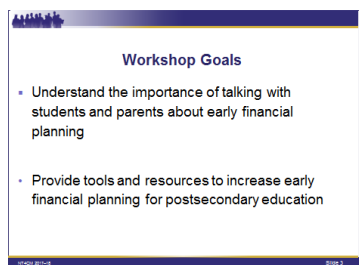 Workshop Goals
Understand the importance of talking with
students and parents about early financial
planning
Provide tools and resources to increase early
financial planning for postsecondary education
Slide 3